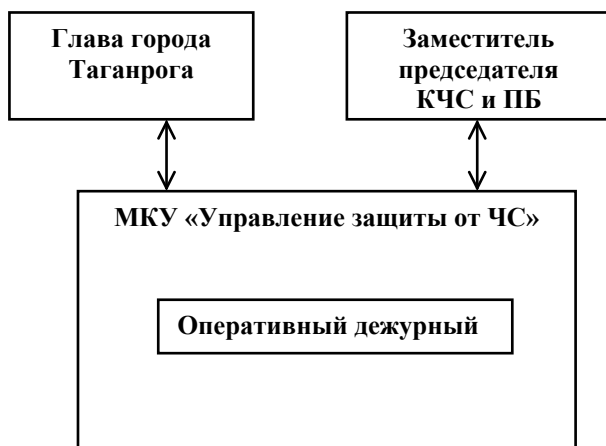 Глава города
Таганрога
Заместитель
председателя
КЧС и ПБ
МКУ «Управление защиты от ЧС»
Оперативный дежурный